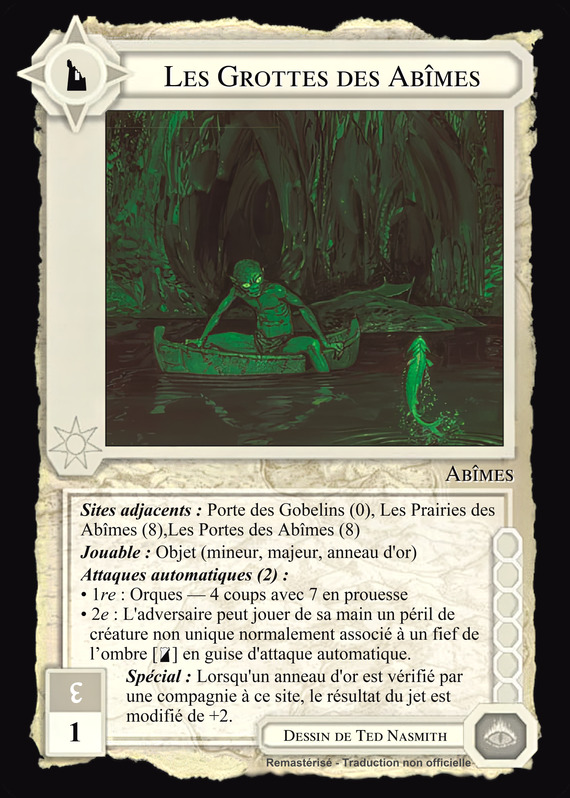 Les Grottes des Abîmes
Abîmes
Sites adjacents : Porte des Gobelins (0), Les Prairies des
Abîmes (8),Les Portes des Abîmes (8)
Jouable : Objet (mineur, majeur, anneau d'or)
Attaques automatiques (2) :
• 1re : Orques — 4 coups avec 7 en prouesse
• 2e : L'adversaire peut jouer de sa main un péril de
créature non unique normalement associé à un fief de
l’ombre [] en guise d'attaque automatique.
Spécial : Lorsqu'un anneau d'or est vérifié par
une compagnie à ce site, le résultat du jet est
modifié de +2.
1
Dessin de Ted Nasmith
Remastérisé - Traduction non officielle